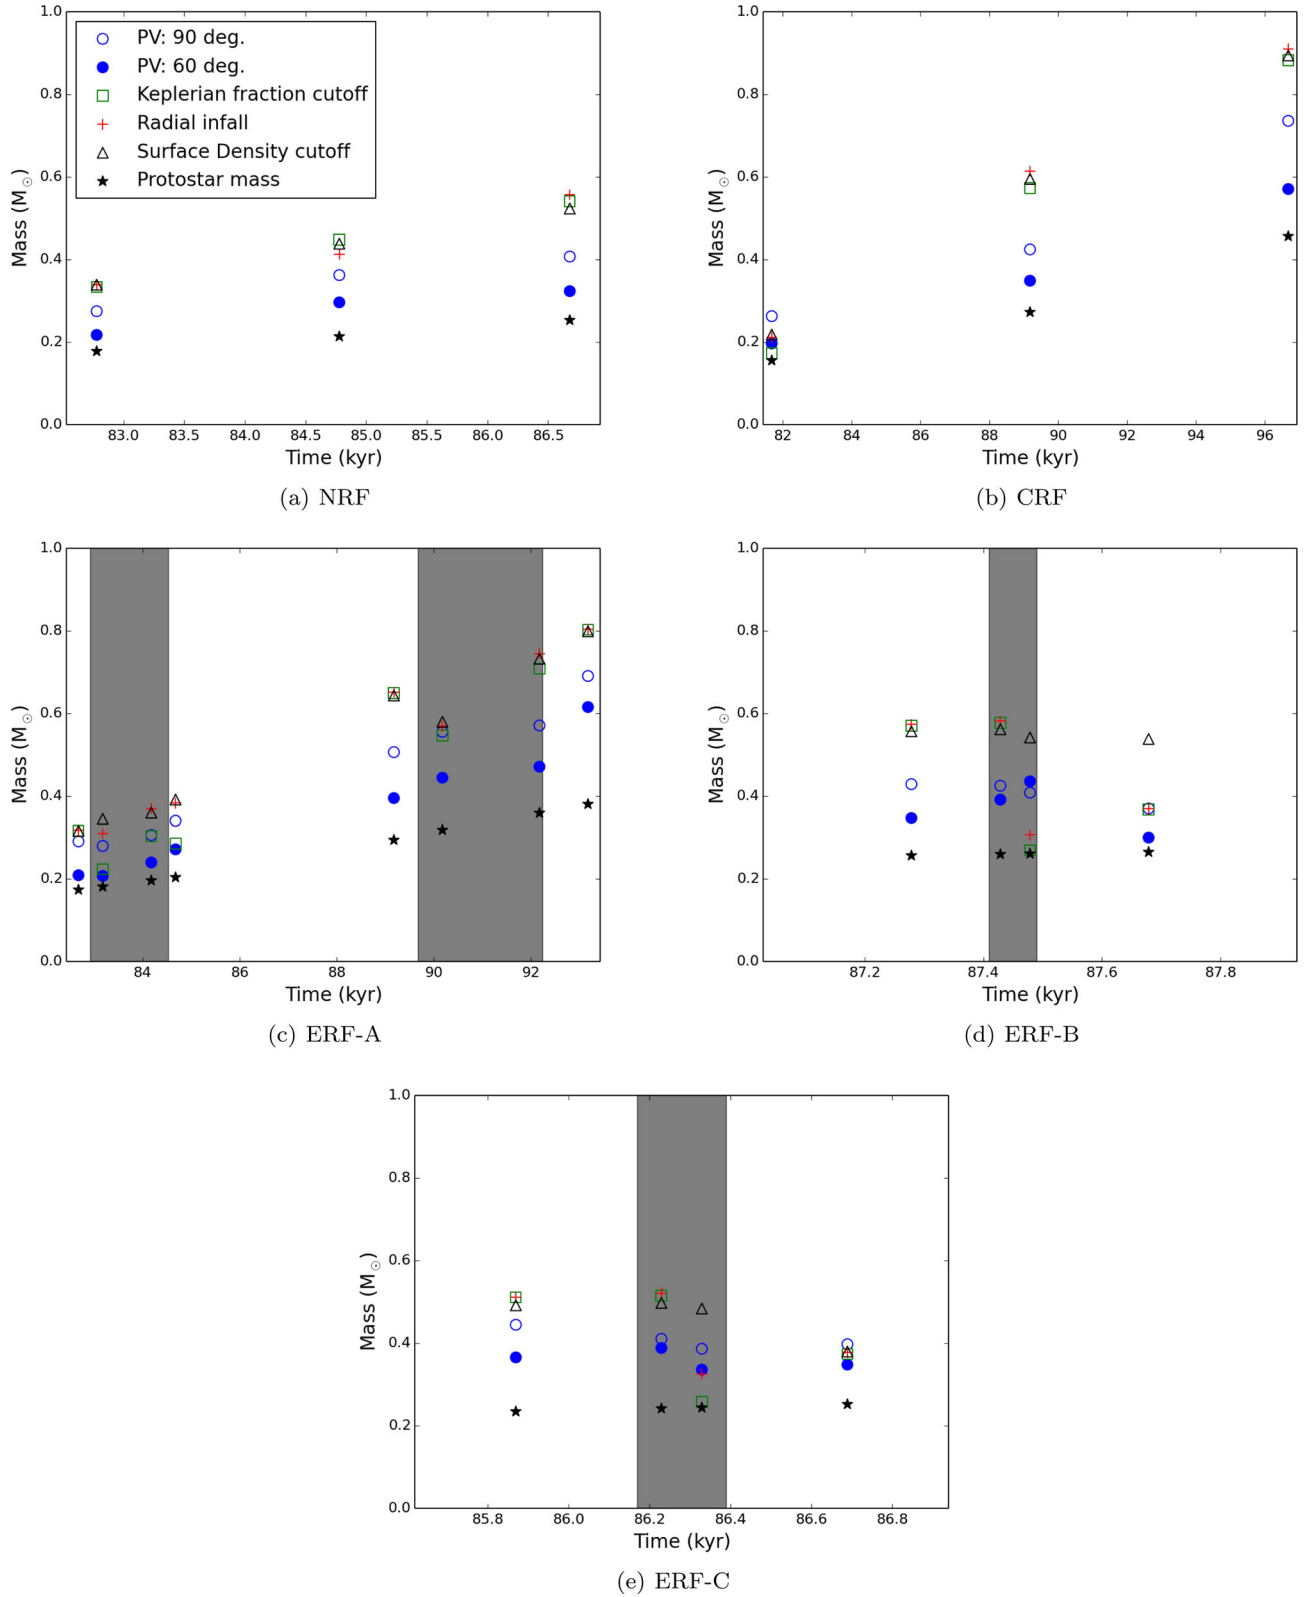 1.0
0.8
0.6
0.4
0.2
0.0
Mass (M⊙)
PV: 90 deg.
PV: 60 deg.
Keplerian fraction cutoff
Radial infall
Surface Density cutoff
Protostar mass
83.0 83.5 84.0 84.5 85.0 85.5 86.0 86.5
Time (kyr)
(a) NRF
1.0
0.8
0.6
0.4
0.2
0.0
Mass (M⊙)
82 84 86 88 90 92 94 96
Time (kyr)
(b) CRF
1.0
0.8
0.6
0.4
0.2
0.0
Mass (M⊙)
84 86 88 90 92
Time (kyr)
(c) ERF-A
1.0
0.8
0.6
0.4
0.2
0.0
Mass (M⊙)
87.2 87.4 87.6 87.8
Time (kyr)
(d) ERF-B
1.0
0.8
0.6
0.4
0.2
0.0
Mass (M⊙)
85.8 86.0 86.2 86.4 86.6 86.8
Time (kyr)
(e) ERF-C